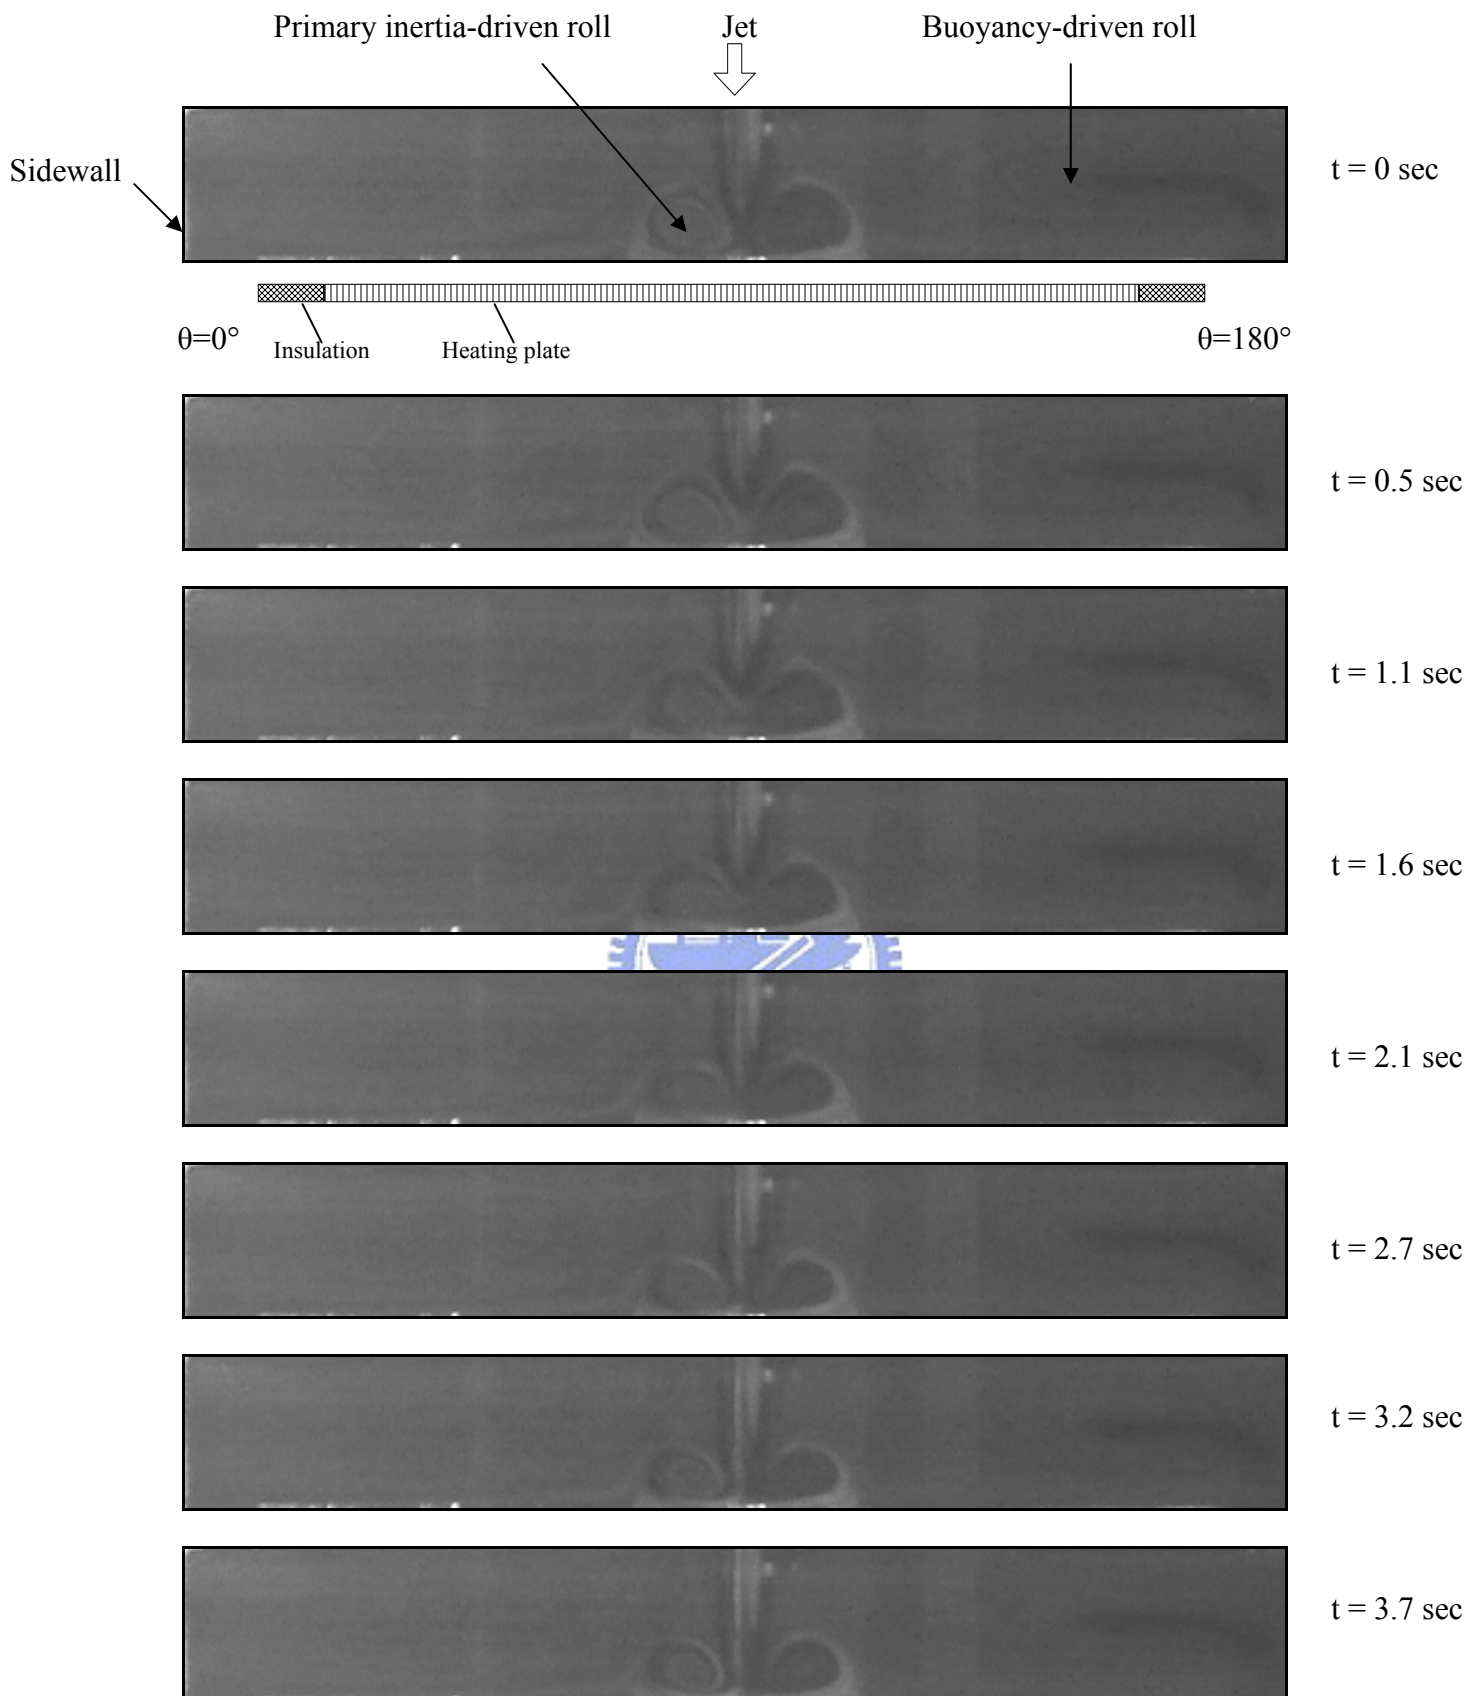 Primary inertia-driven roll
Jet
Buoyancy-driven roll
Sidewall
t = 0 sec
θ=0°
Insulation
Heating plate
θ=180°
t = 0.5 sec
t = 1.1 sec
t = 1.6 sec
t = 2.1 sec
t = 2.7 sec
t = 3.2 sec
t = 3.7 sec